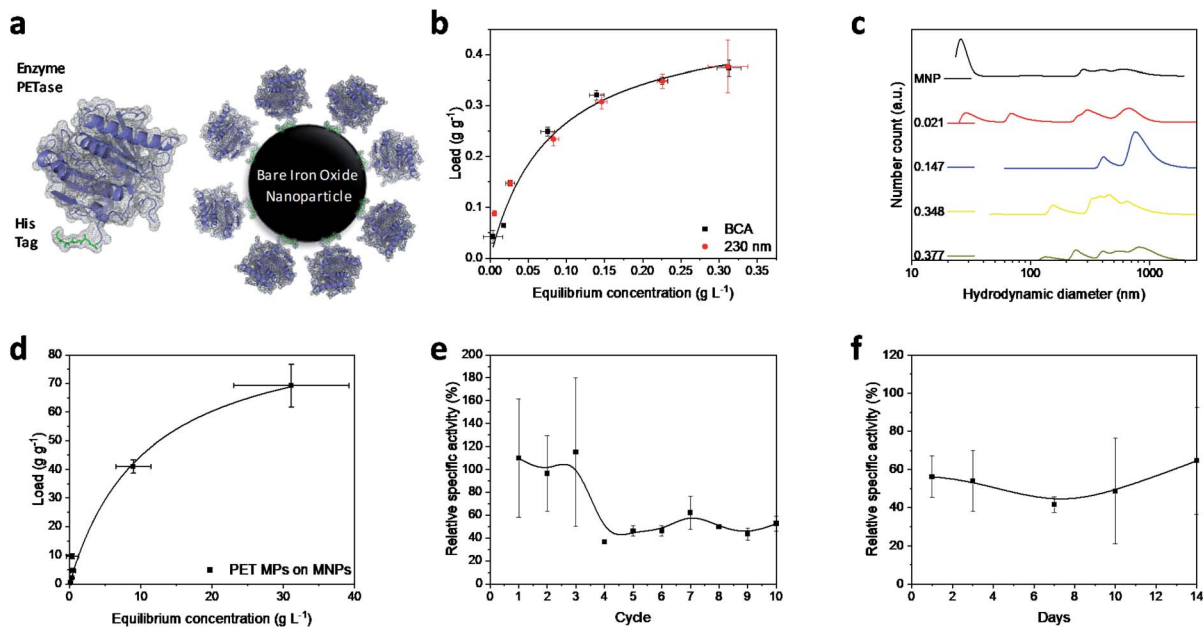 a
Enzyme
PETase
His
Tag
Bare Iron Oxide
Nanoparticle
b
Load (g g⁻¹)
0.4
0.3
0.2
0.1
0.0
BCA
230 nm
0.00 0.05 0.10 0.15 0.20 0.25 0.30 0.35
Equilibrium concentration (g L⁻¹)
c
Number count (a.u.)
MNP
0.021
0.147
0.348
0.377
10 100 1000
Hydrodynamic diameter (nm)
d
Load (g g⁻¹)
80
70
60
50
40
30
20
10
0
PET MPs on MNPs
0 10 20 30 40
Equilibrium concentration (g L⁻¹)
e
Relative specific activity (%)
200
180
160
140
120
100
80
60
40
20
0
1 2 3 4 5 6 7 8 9 10
Cycle
f
Relative specific activity (%)
120
100
80
60
40
20
0
0 2 4 6 8 10 12 14
Days